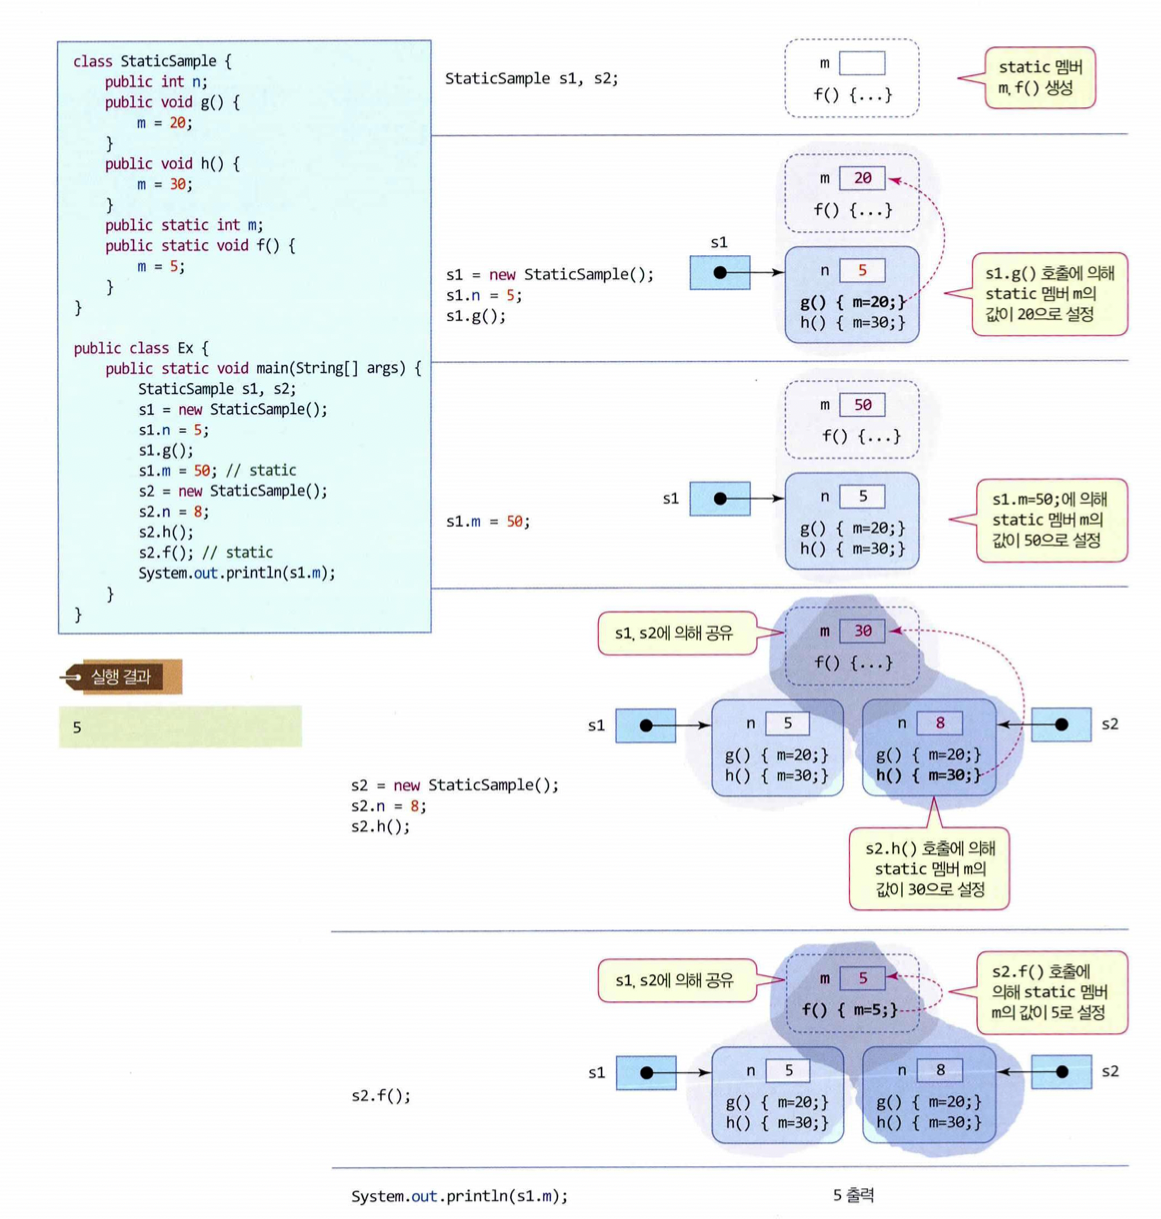 class StaticSample {
public int n;
public void g() {
m = 20;
}
public void h() {
m = 30;
}
public static int m;
public static void f() {
m = 5;
}
}
public class Ex {
public static void main(String[] args) {
StaticSample s1, s2;
s1 = new StaticSample();
s1.n = 5;
s1.g();
s1.m = 50; // static
s2 = new StaticSample();
s2.n = 8;
s2.h();
s2.f(); // static
System.out.println(s1.m);
}
}
실행 결과
5
StaticSample s1, s2;
m
f() {...}
static 멤버
m, f() 생성
s1 = new StaticSample();
s1.n = 5;
s1.g();
m 20
f() {...}
s1
n 5
g() { m=20;}
h() { m=30;}
s1.g() 호출에 의해
static 멤버 m의
값이 20으로 설정
s1.m = 50;
m 50
f() {...}
s1
n 5
g() { m=20;}
h() { m=30;}
s1.m=50;에 의해
static 멤버 m의
값이 50으로 설정
s2 = new StaticSample();
s2.n = 8;
s2.h();
s1, s2에 의해 공유
m 30
f() {...}
s1
n 5
g() { m=20;}
h() { m=30;}
n 8
g() { m=20;}
h() { m=30;}
s2
s2.h() 호출에 의해
static 멤버 m의
값이 30으로 설정
s2.f();
s1, s2에 의해 공유
m 5
f() { m=5;}
s2.f() 호출에
의해 static 멤버
m의 값이 5로 설정
s1
n 5
g() { m=20;}
h() { m=30;}
n 8
g() { m=20;}
h() { m=30;}
s2
System.out.println(s1.m);
5 출력